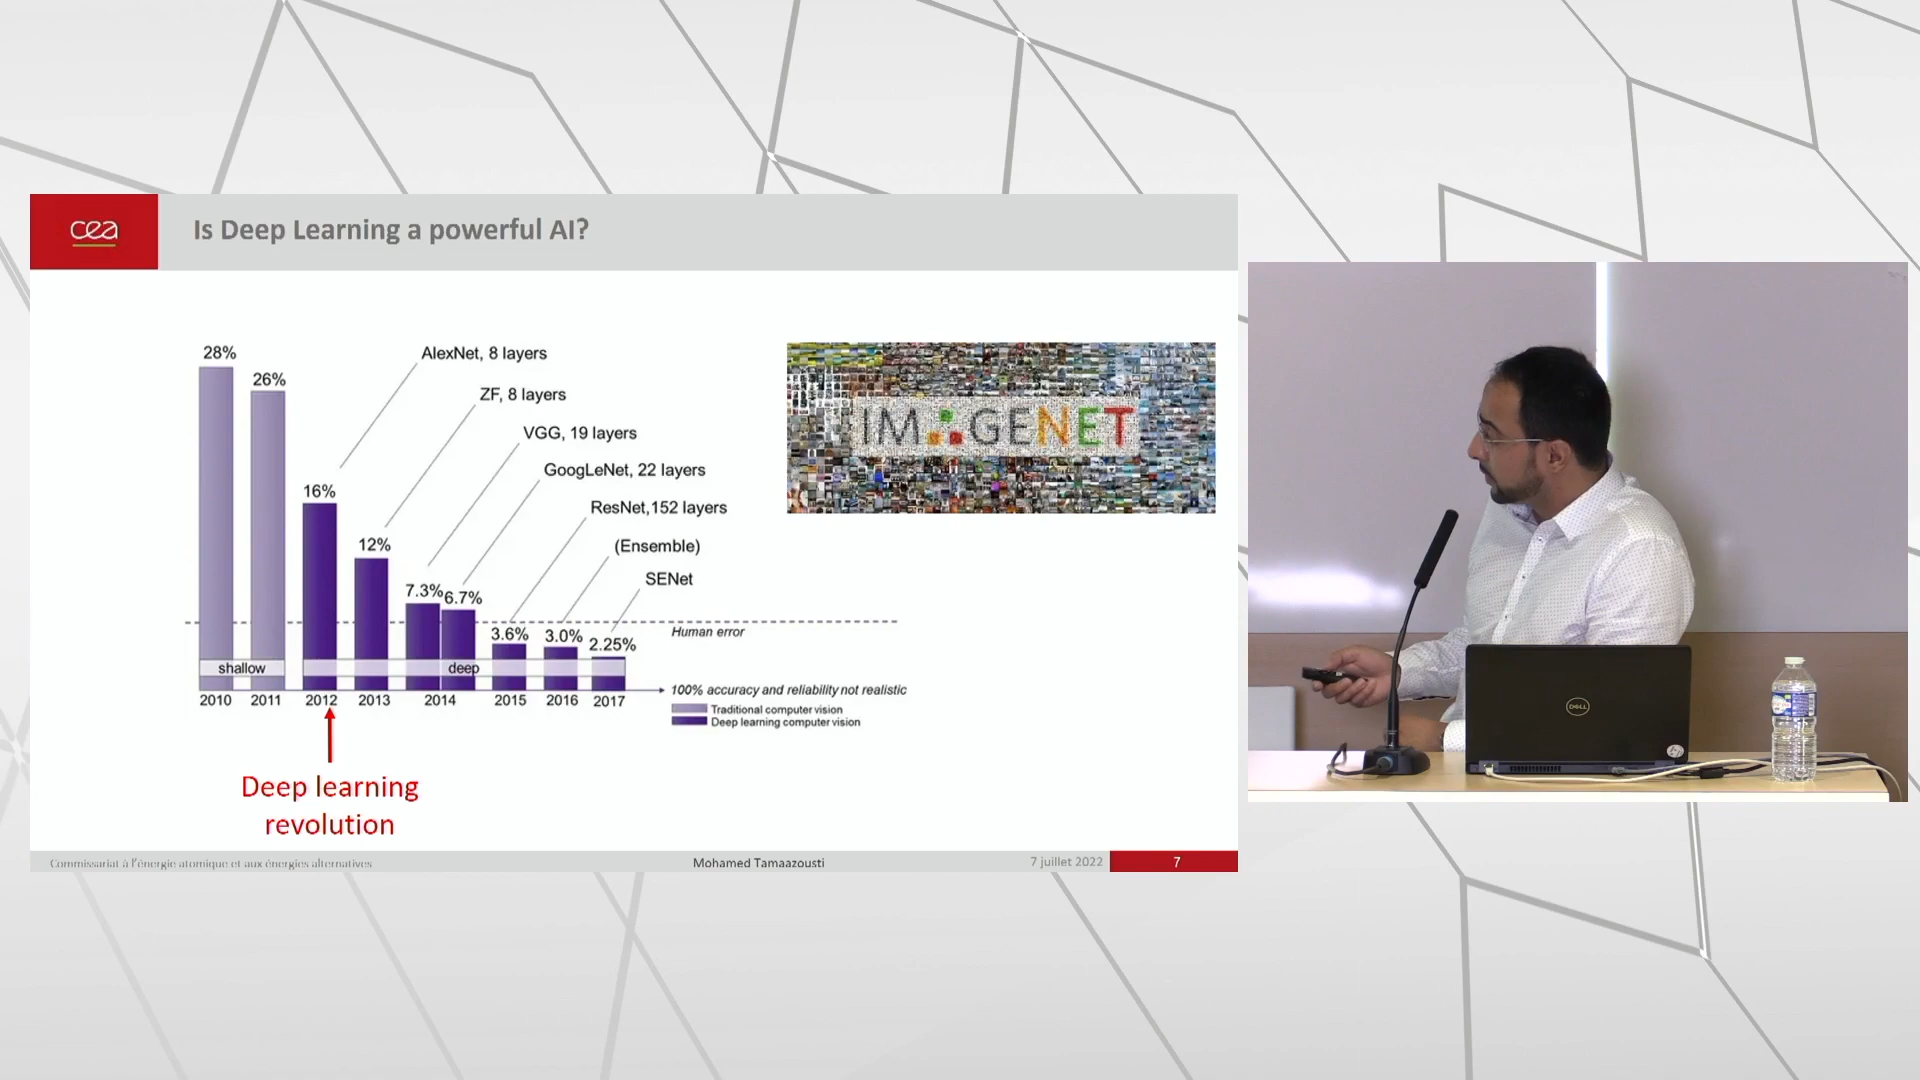 cea
Is Deep Learning a powerful AI?
28%
26%
16%
12%
7.3%
6.7%
3.6%
3.0%
2.25%
AlexNet, 8 layers
ZF, 8 layers
VGG, 19 layers
GoogLeNet, 22 layers
ResNet,152 layers
(Ensemble)
SENet
Human error
shallow
deep
2010 2011 2012 2013 2014 2015 2016 2017
100% accuracy and reliability not realistic
Traditional computer vision
Deep learning computer vision
Deep learning
revolution
IMAGENET
Commissariat à l'énergie atomique et aux énergies alternatives
Mohamed Tamaazousti
7 juillet 2022
7
DELL